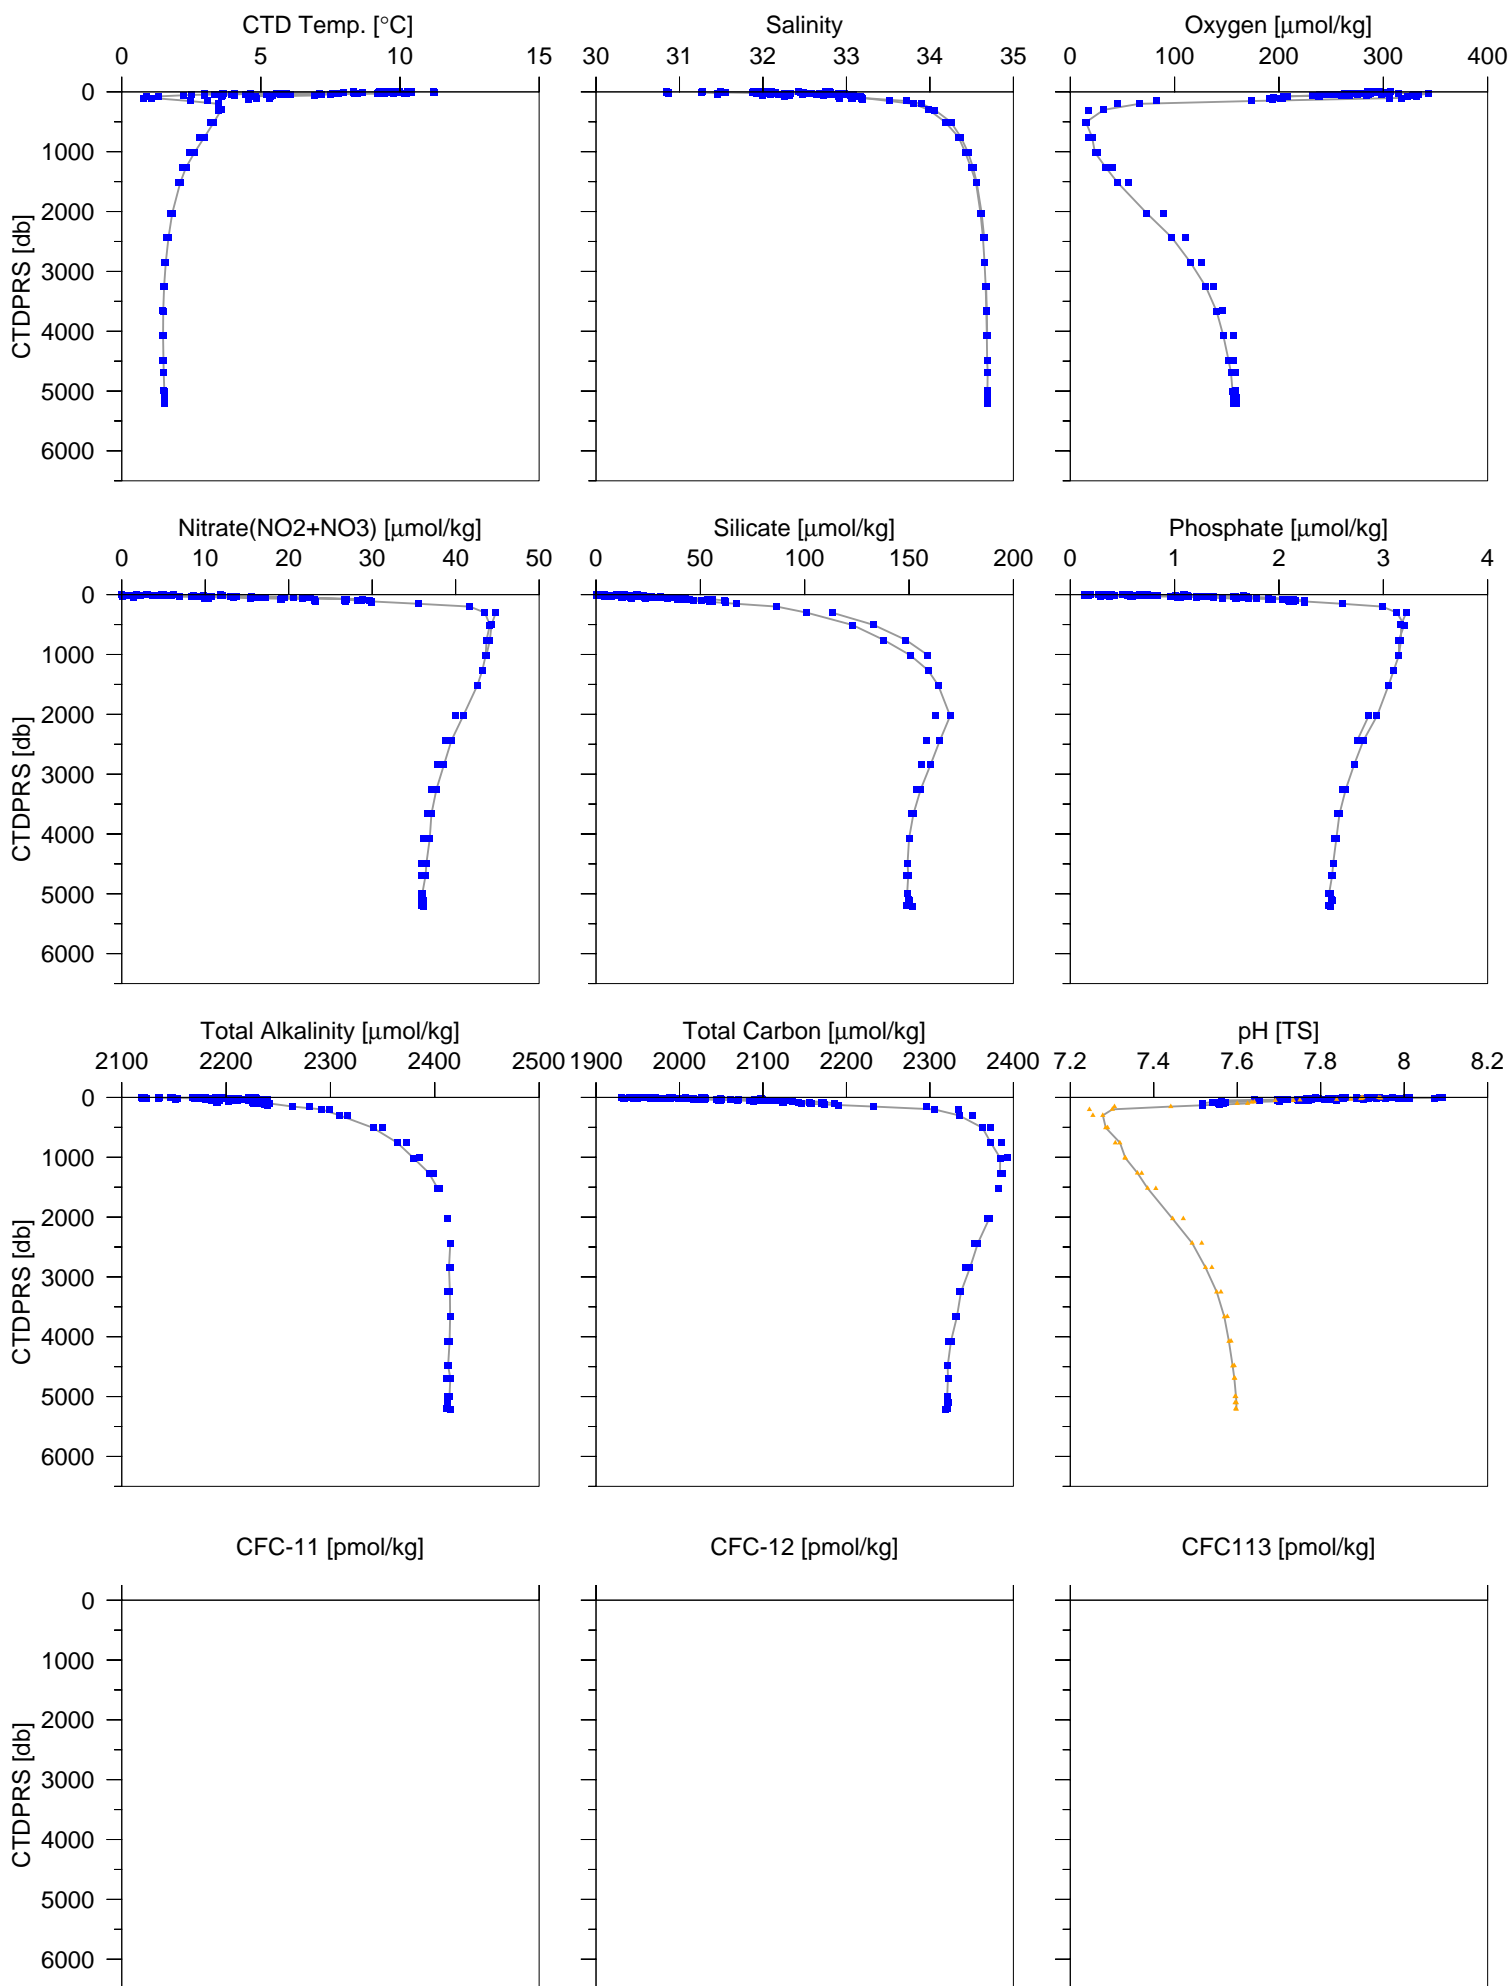 CTD Temp. [°C] Salinity Oxygen [μmol/kg]
0 5 10 15 30 31 32 33 34 35 0 100 200 300 400
0
1000
2000
3000
4000
5000
6000
CTDPRS [db]
Nitrate(NO2+NO3) [μmol/kg] Silicate [μmol/kg] Phosphate [μmol/kg]
0 10 20 30 40 50 0 50 100 150 200 0 1 2 3 4
0
1000
2000
3000
4000
5000
6000
CTDPRS [db]
Total Alkalinity [μmol/kg] Total Carbon [μmol/kg] pH [TS]
2100 2200 2300 2400 2500 1900 2000 2100 2200 2300 2400 7.2 7.4 7.6 7.8 8 8.2
0
1000
2000
3000
4000
5000
6000
CTDPRS [db]
CFC-11 [pmol/kg] CFC-12 [pmol/kg] CFC113 [pmol/kg]
0
1000
2000
3000
4000
5000
6000
CTDPRS [db]